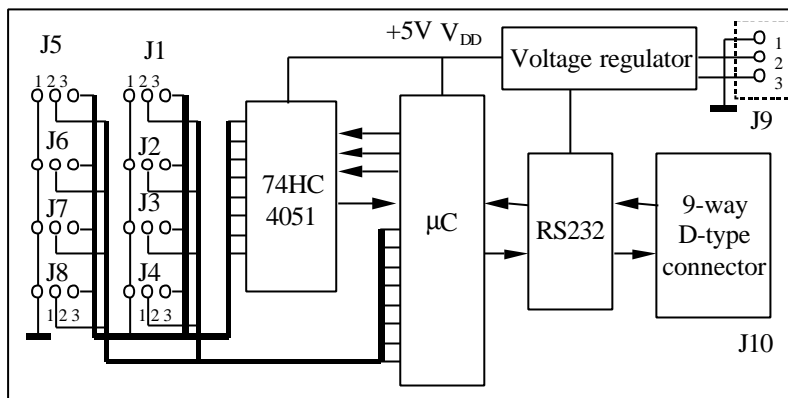 J5
J1
+5V V_DD
Voltage regulator
1
2
3
J9
1 2 3
1 2 3
J6
J2
J7
J3
J8
J4
1 2 3
1 2 3
74HC
4051
µC
RS232
9-way
D-type
connector
J10